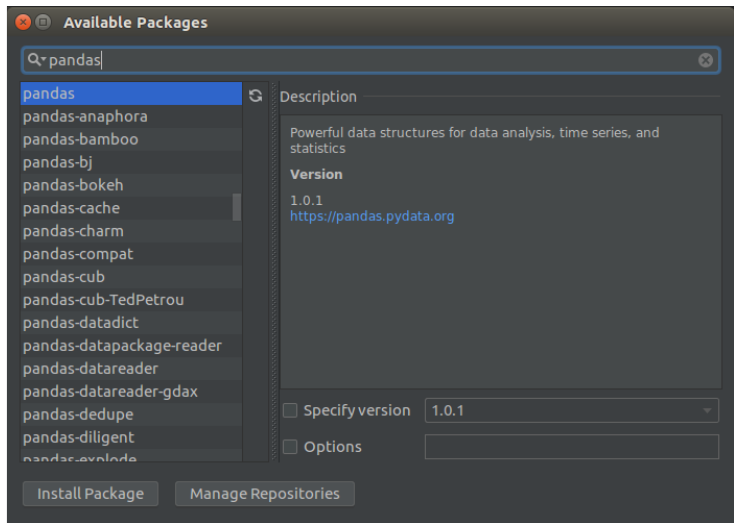 Available Packages
pandas
pandas
pandas-anaphora
pandas-bamboo
pandas-bj
pandas-bokeh
pandas-cache
pandas-charm
pandas-compat
pandas-cub
pandas-cub-TedPetrou
pandas-datadict
pandas-datapackage-reader
pandas-datareader
pandas-datareader-gdax
pandas-dedupe
pandas-diligent
pandas-explode
Description
Powerful data structures for data analysis, time series, and
statistics
Version
1.0.1
https://pandas.pydata.org
Specify version 1.0.1
Options
Install Package Manage Repositories